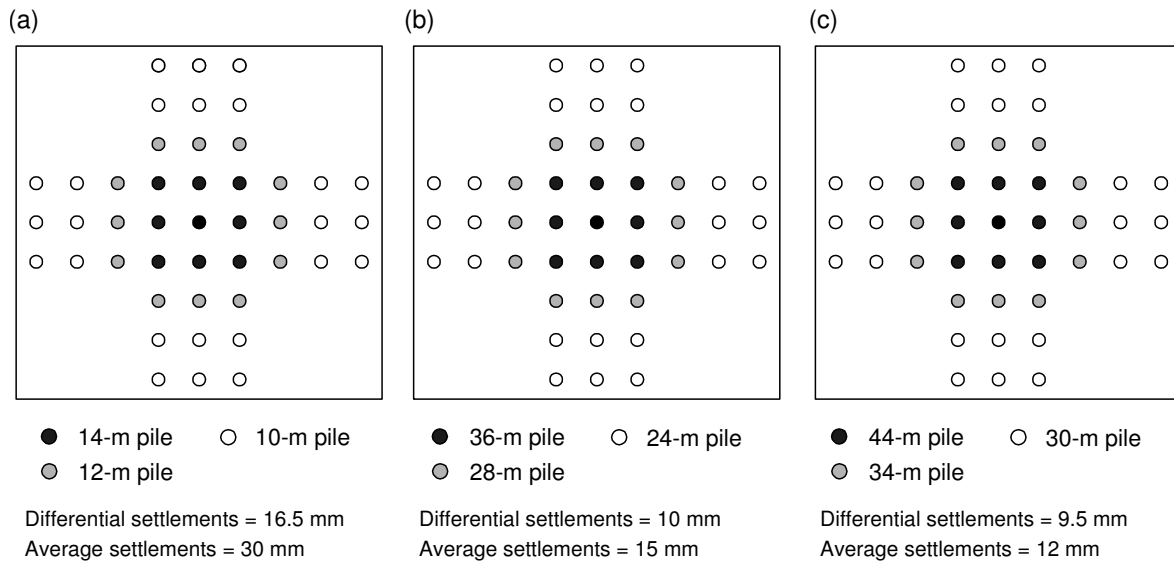 (a)
(b)
(c)
14-m pile
10-m pile
12-m pile
36-m pile
24-m pile
28-m pile
44-m pile
30-m pile
34-m pile
Differential settlements = 16.5 mm
Average settlements = 30 mm
Differential settlements = 10 mm
Average settlements = 15 mm
Differential settlements = 9.5 mm
Average settlements = 12 mm